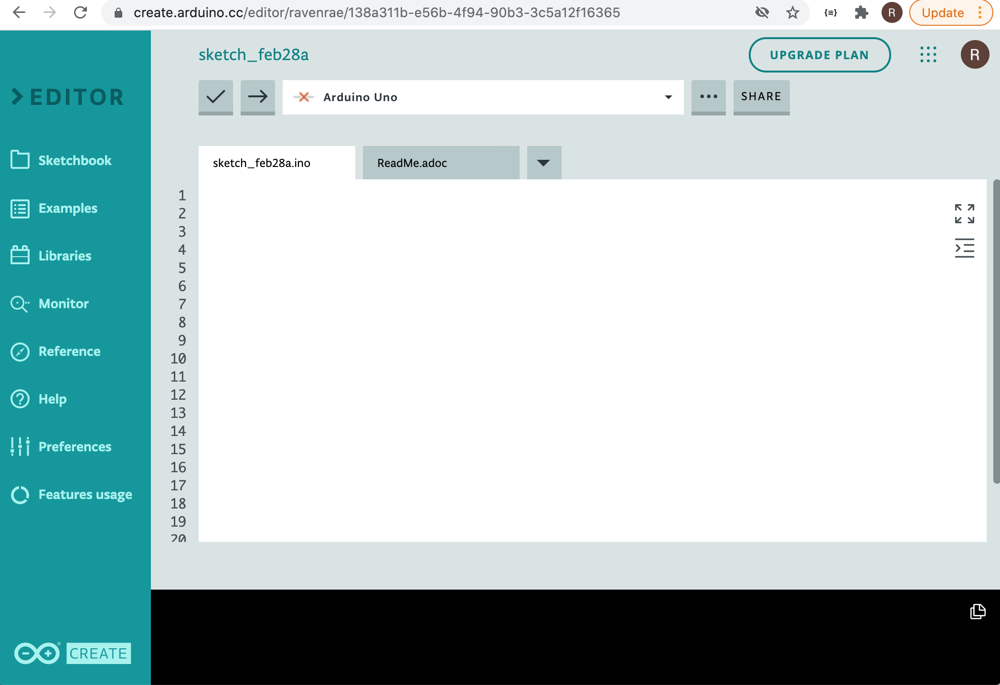 create.arduino.cc/editor/ravenrae/138a311b-e56b-4f94-90b3-3c5a12f16365
R
Update
EDITOR
Sketchbook
Examples
Libraries
Monitor
Reference
Help
Preferences
Features usage
CREATE
sketch_feb28a
UPGRADE PLAN
R
Arduino Uno
SHARE
sketch_feb28a.ino
ReadMe.adoc
1
2
3
4
5
6
7
8
9
10
11
12
13
14
15
16
17
18
19
20